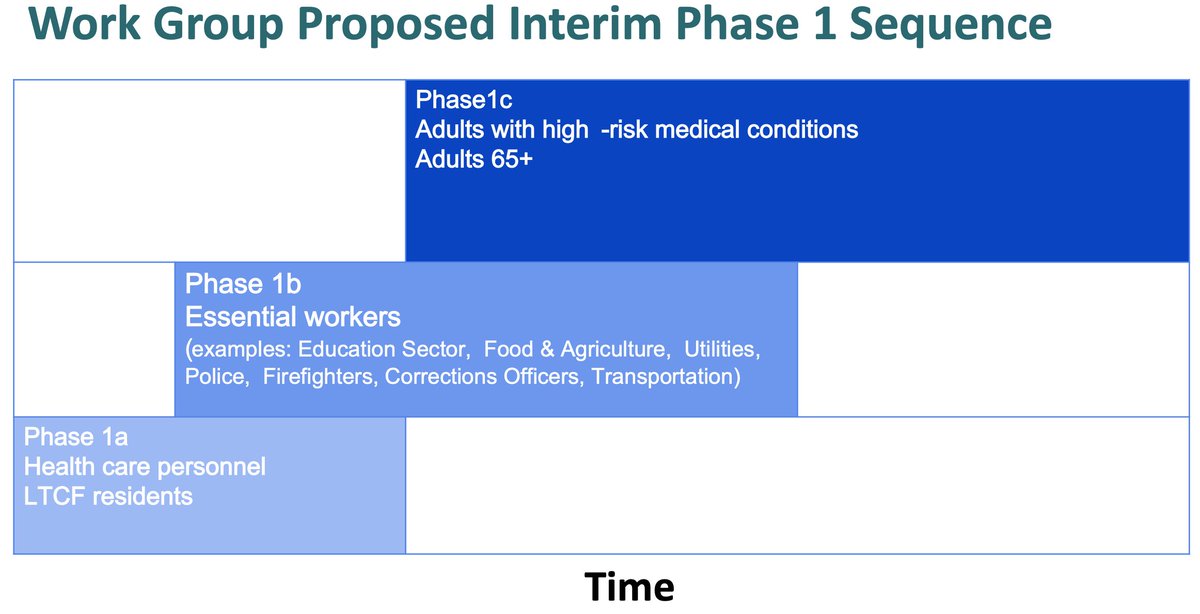 Work Group Proposed Interim Phase 1 Sequence
Phase1c
Adults with high -risk medical conditions
Adults 65+
Phase 1b
Essential workers
(examples: Education Sector, Food & Agriculture, Utilities,
Police, Firefighters, Corrections Officers, Transportation)
Phase 1a
Health care personnel
LTCF residents
Time